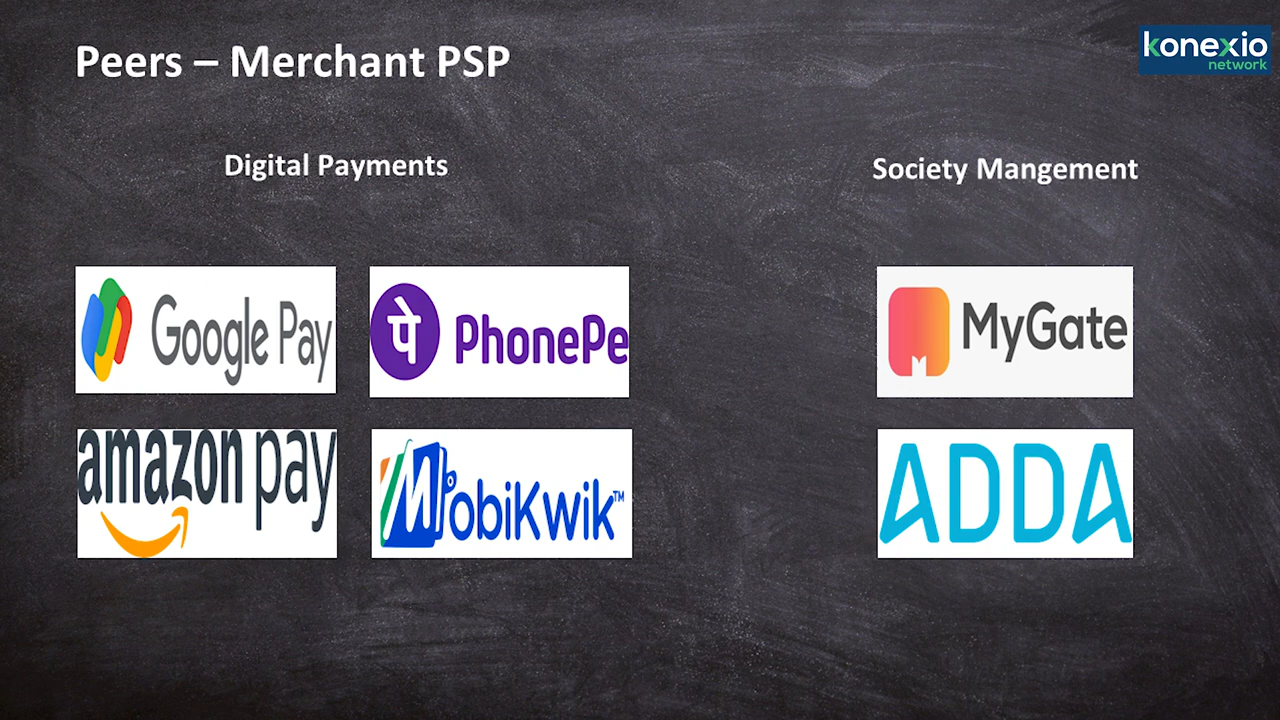 Peers – Merchant PSP
konexio
network
Digital Payments
Society Mangement
Google Pay
पे PhonePe
MyGate
amazon pay
MobiKwik™
ADDA